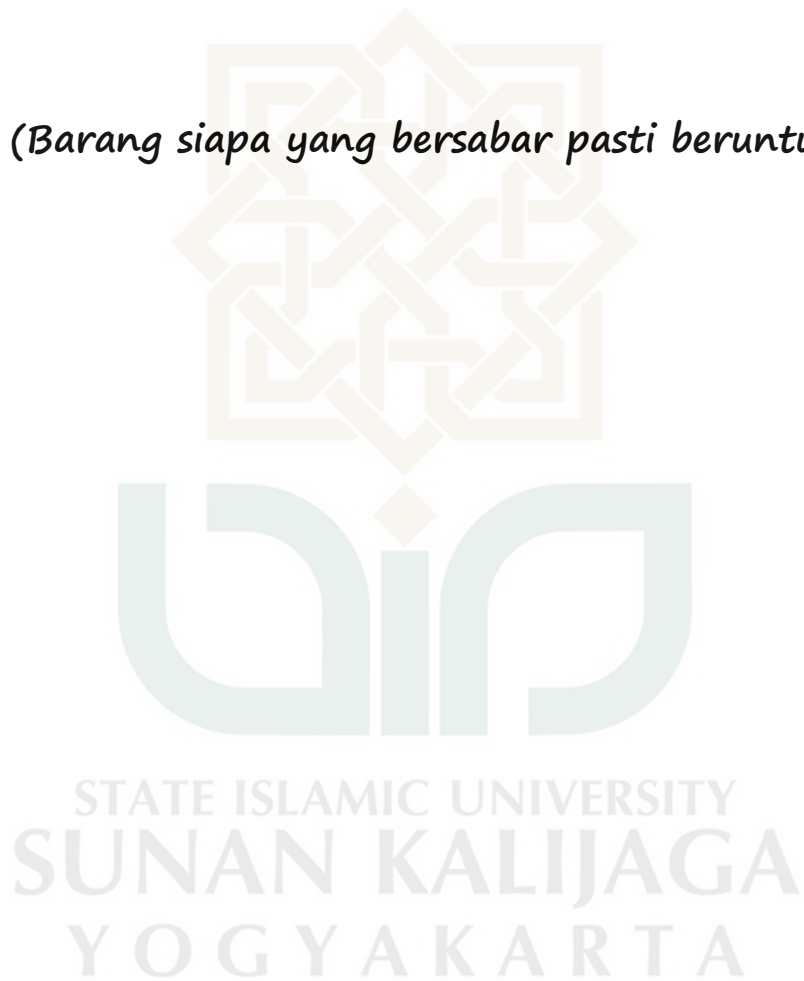 (Barang siapa yang bersabar pasti beruntu
STATE ISLAMIC UNIVERSITY
SUNAN KALIJAGA
YOGYAKARTA